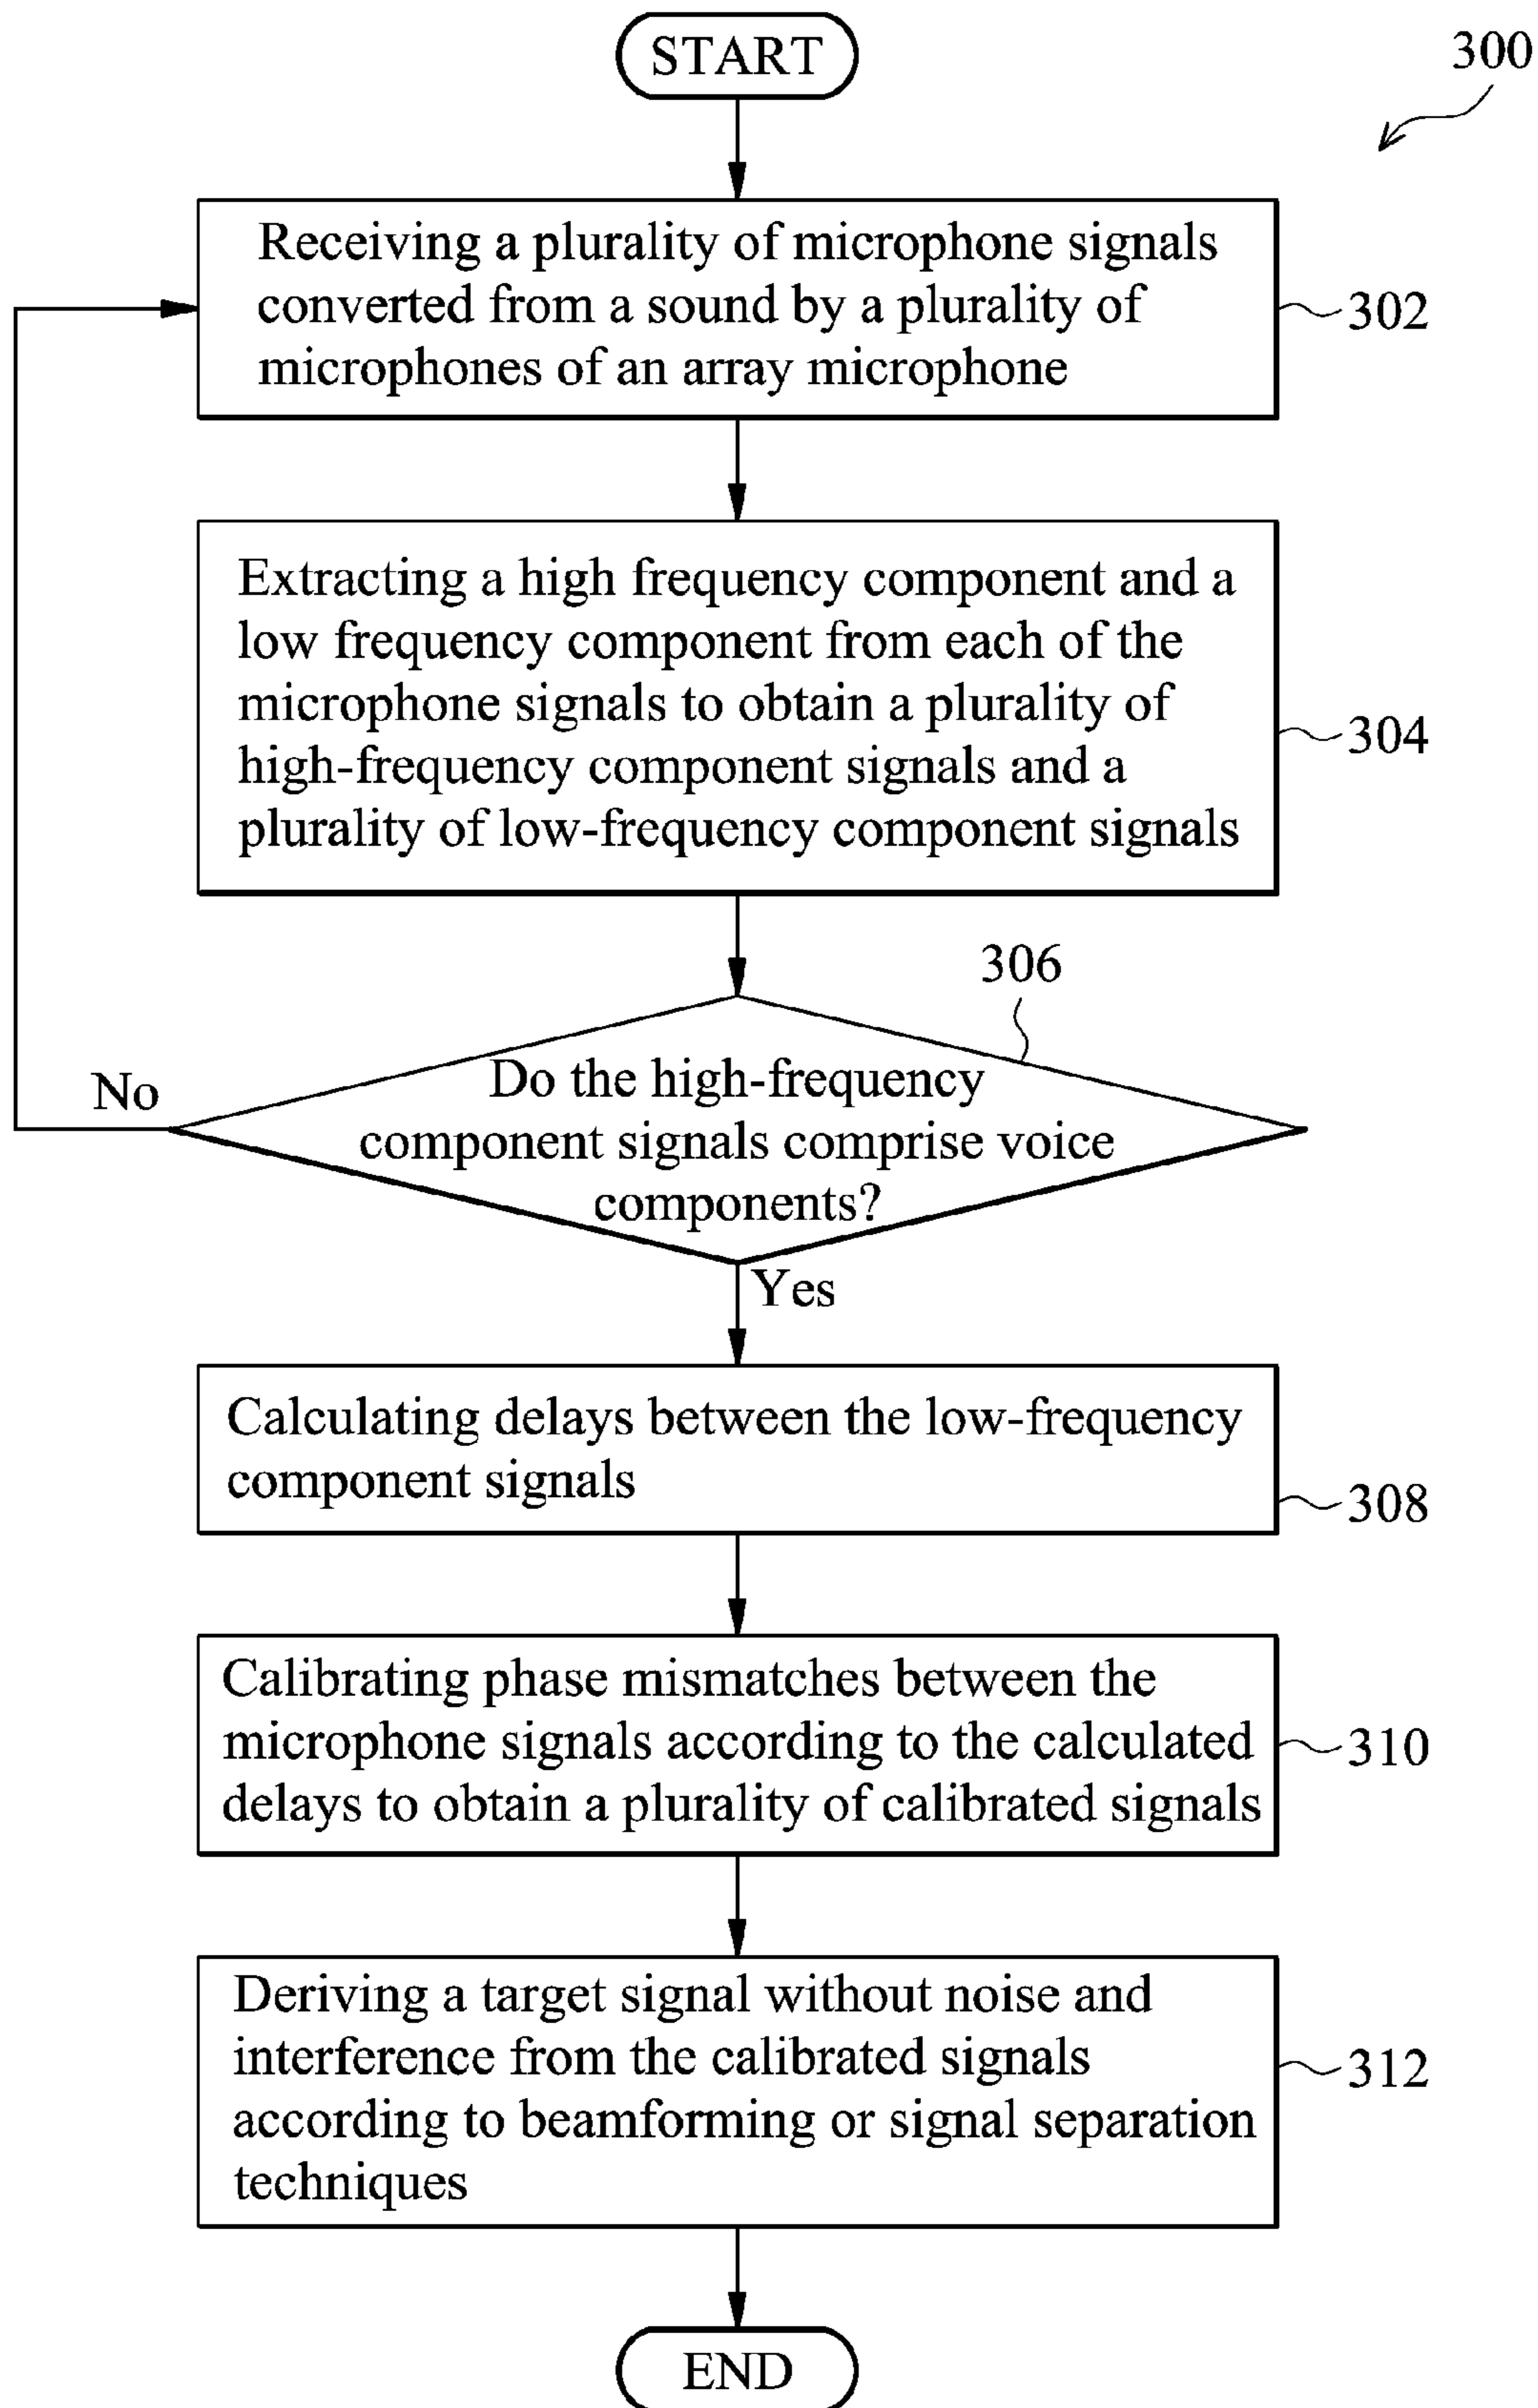 START
300
Receiving a plurality of microphone signals
converted from a sound by a plurality of
microphones of an array microphone
302
Extracting a high frequency component and a
low frequency component from each of the
microphone signals to obtain a plurality of
high-frequency component signals and a
plurality of low-frequency component signals
304
306
Do the high-frequency
component signals comprise voice
components?
No
Yes
Calculating delays between the low-frequency
component signals
308
Calibrating phase mismatches between the
microphone signals according to the calculated
delays to obtain a plurality of calibrated signals
310
Deriving a target signal without noise and
interference from the calibrated signals
according to beamforming or signal separation
techniques
312
END